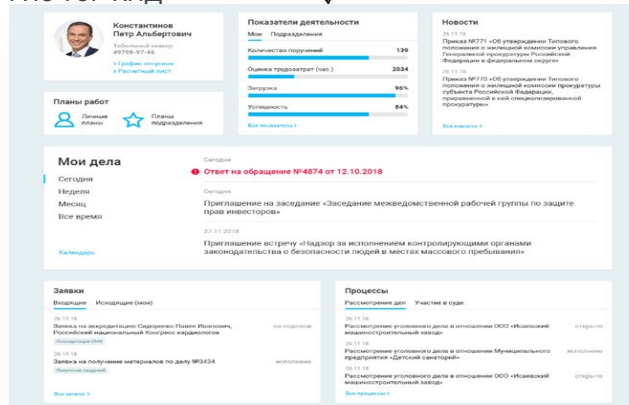 Константинов
Петр Альбертович
Табельный номер
49798-97-46
> График отпусков
> Расчетный лист
Планы работ
Личные
планы
Планы
подразделения
Показатели деятельности
Мои Подразделения
Количество поручений 139
Оценка трудозатрат (час.) 2034
Загрузка 96%
Успешность 84%
Все показатели >
Новости
26.11.18
Приказ №771 «Об утверждении Типового
положения о жилищной комиссии управления
Генеральной прокуратуры Российской
Федерации в федеральном округе»
26.11.18
Приказ №770 «Об утверждении Типового
положения о жилищной комиссии прокуратуры
субъекта Российской Федерации,
приравненной к ней специализированной
прокуратуры»
Все новости >
Мои дела
Сегодня
Неделя
Месяц
Все время
Календарь
Сегодня
Ответ на обращение №4874 от 12.10.2018
Сегодня
Приглашение на заседание «Заседание межведомственной рабочей группы по защите
прав инвесторов»
27.11.2018
Приглашение встречу «Надзор за исполнением контролирующими органами
законодательства о безопасности людей в местах массового пребывания»
Заявки
Входящие Исходящие (мои)
26.11.18
Заявка на аккредитацию Сидоренко Павел Иванович, на подписи
Российский национальный Конгресс кардиологов
Аккредитация СМИ
26.11.18
Заявка на получение материалов по делу №3434 исполнено
Получение сведений
Все заявки >
Процессы
Рассмотрение дел Участие в суде
26.11.18
Рассмотрение уголовного дела в отношении ООО «Исаевский открыто
машиностроительный завод»
26.11.18
Рассмотрение уголовного дела в отношении Муниципального исполнено
предприятия «Детский санаторий»
26.11.18
Рассмотрение уголовного дела в отношении ООО «Исаевский открыто
машиностроительный завод»
Все процессы >